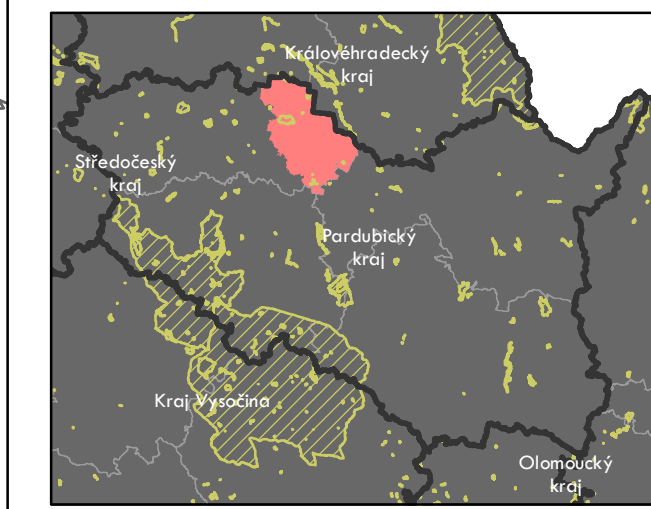 Královéhradecký
kraj
Středočeský
kraj
Pardubický
kraj
Kraj Vysočina
Olomoucký
kraj